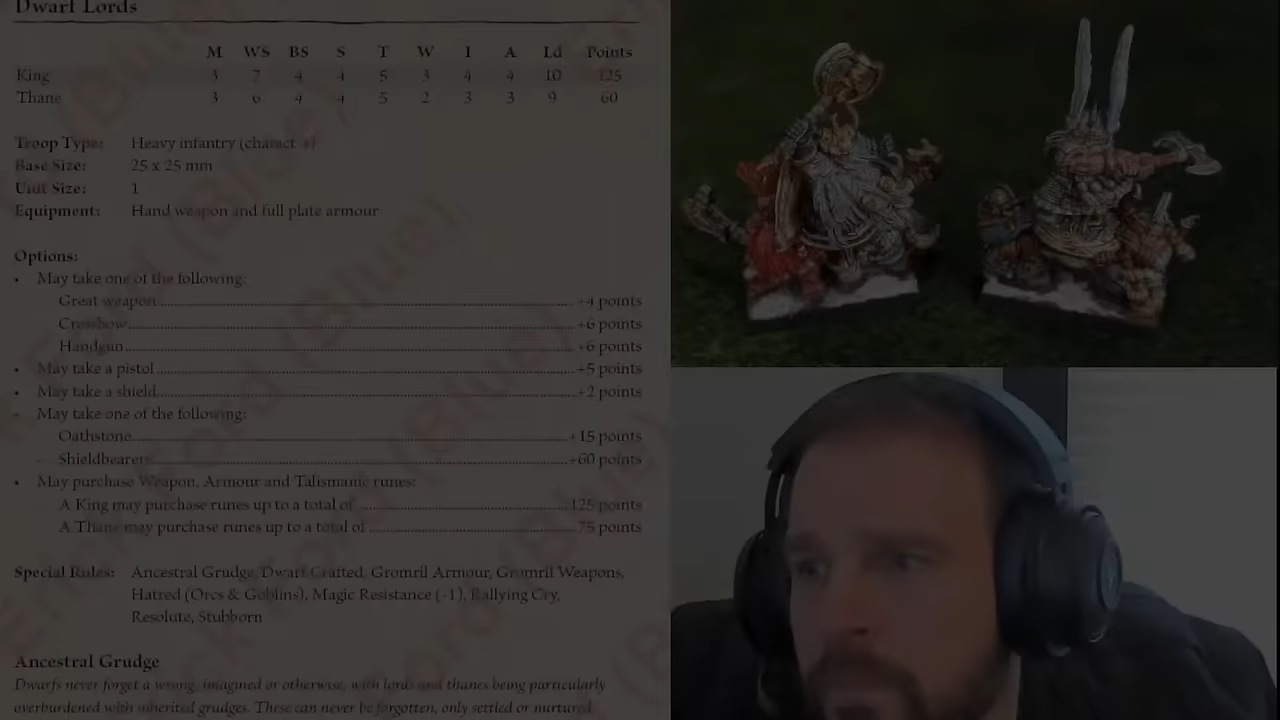 Dwarf Lords
M WS BS S T W I A Ld Points
King 3 7 4 4 5 3 4 4 10 125
Thane 3 6 4 4 5 2 3 3 9 60
Troop Type: Heavy infantry (charact
Base Size: 25 x 25 mm
Unit Size: 1
Equipment: Hand weapon and full plate armour
Options:
• May take one of the following:
Great weapon +4 points
Crossbow +6 points
Handgun +6 points
• May take a pistol +5 points
• May take a shield +2 points
• May take one of the following:
Oathstone +15 points
Shieldbearers +60 points
• May purchase Weapon, Armour and Talismanic runes:
A King may purchase runes up to a total of 125 points
A Thane may purchase runes up to a total of 75 points
Special Rules: Ancestral Grudge, Dwarf Crafted, Gromril Armour, Gromril Weapons,
Hatred (Orcs & Goblins), Magic Resistance (-1), Rallying Cry,
Resolute, Stubborn
Ancestral Grudge
Dwarfs never forget a wrong, imagined or otherwise, with lords and thanes being particularly
overburdened with inherited grudges. These can never be forgotten, only settled or nurtured.